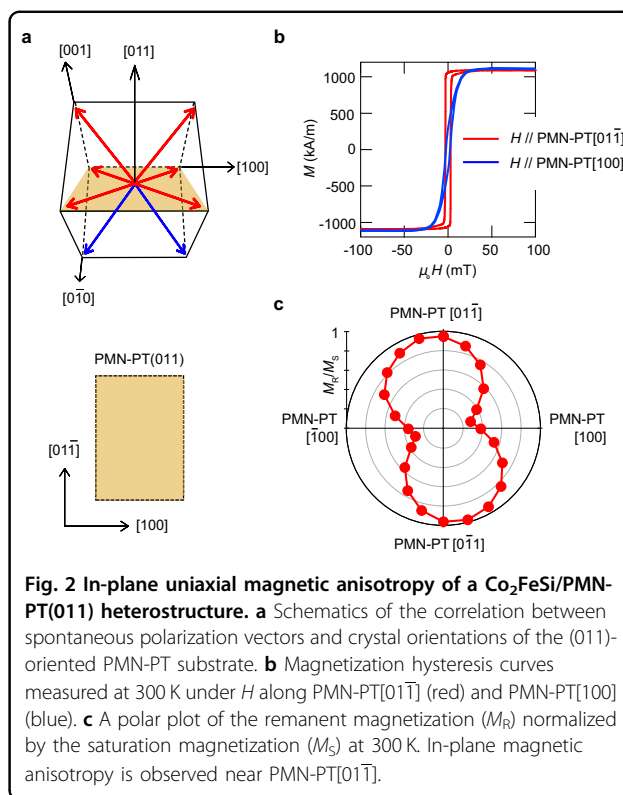 a
[001]
[011]
[100]
[01̄0]
PMN-PT(011)
[011̄]
[100]
b
M (kA/m)
1000
500
0
-500
-1000
-100
-50
0
50
100
μ₀H (mT)
H // PMN-PT[011̄]
H // PMN-PT[100]
c
PMN-PT [011̄]
1
M_R/M_S
PMN-PT
[1̄00]
PMN-PT
[100]
PMN-PT [01̄1]
Fig. 2 In-plane uniaxial magnetic anisotropy of a Co₂FeSi/PMN-
PT(011) heterostructure. a Schematics of the correlation between
spontaneous polarization vectors and crystal orientations of the (011)-
oriented PMN-PT substrate. b Magnetization hysteresis curves
measured at 300 K under H along PMN-PT[011̄] (red) and PMN-PT[100]
(blue). c A polar plot of the remanent magnetization (M_R) normalized
by the saturation magnetization (M_S) at 300 K. In-plane magnetic
anisotropy is observed near PMN-PT[011̄].